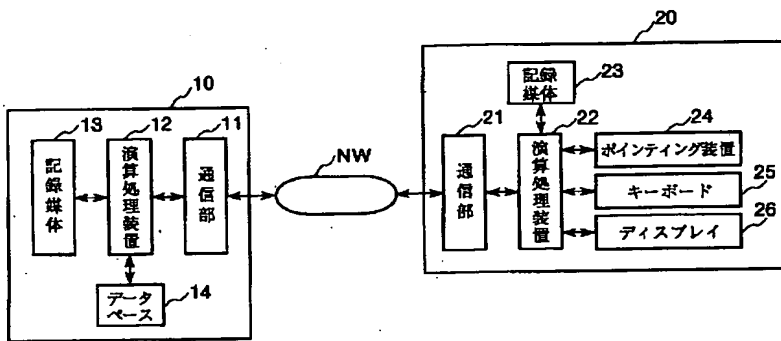 20
10
13
12
11
記録媒体
演算処理装置
通信部
データ
ベース
14
NW
記録
媒体
23
21
22
24
通信部
演算処理装置
ポインティング装置
25
キーボード
26
ディスプレイ